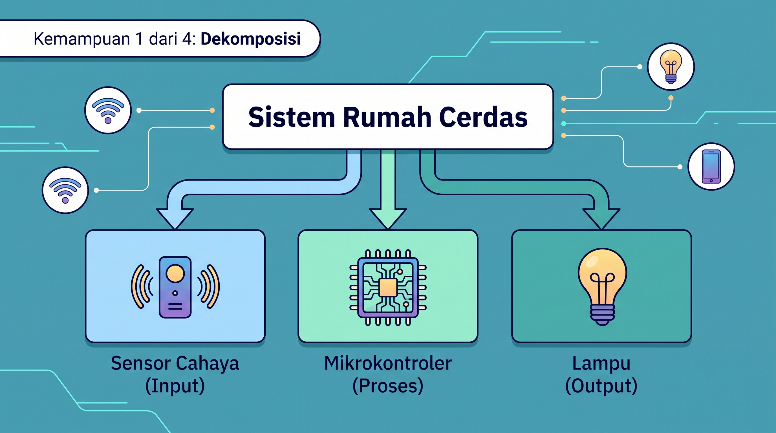 Kemampuan 1 dari 4: Dekomposisi
Sistem Rumah Cerdas
Sensor Cahaya
(Input)
Mikrokontroler
(Proses)
Lampu
(Output)